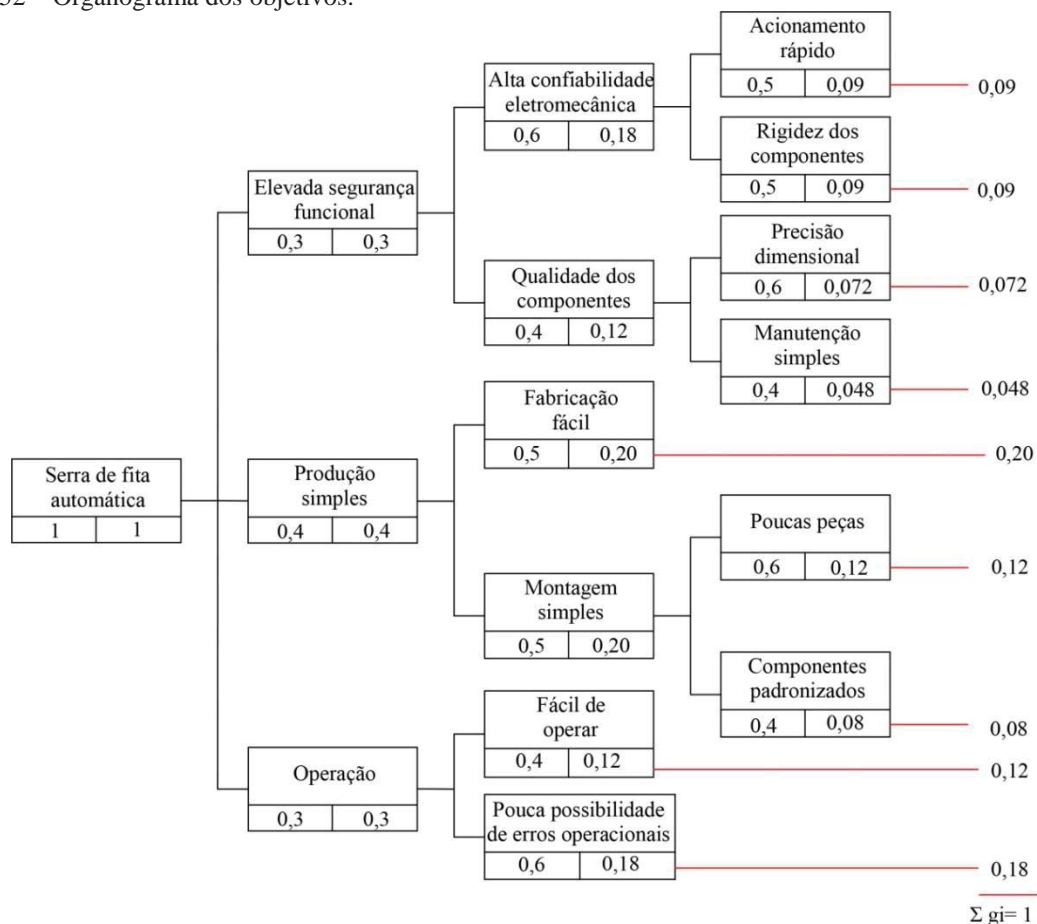 52 – Organograma dos objetivos.
Acionamento
rápido
0,5 0,09
0,09
Alta confiabilidade
eletromecânica
0,6 0,18
Rigidez dos
componentes
0,5 0,09
0,09
Elevada segurança
funcional
0,3 0,3
Precisão
dimensional
0,6 0,072
0,072
Qualidade dos
componentes
0,4 0,12
Manutenção
simples
0,4 0,048
0,048
Fabricação
fácil
0,5 0,20
0,20
Serra de fita
automática
1 1
Produção
simples
0,4 0,4
Poucas peças
0,6 0,12
0,12
Montagem
simples
0,5 0,20
Componentes
padronizados
0,4 0,08
0,08
Fácil de
operar
0,4 0,12
0,12
Operação
0,3 0,3
Pouca possibilidade
de erros operacionais
0,6 0,18
0,18
Σ gi= 1